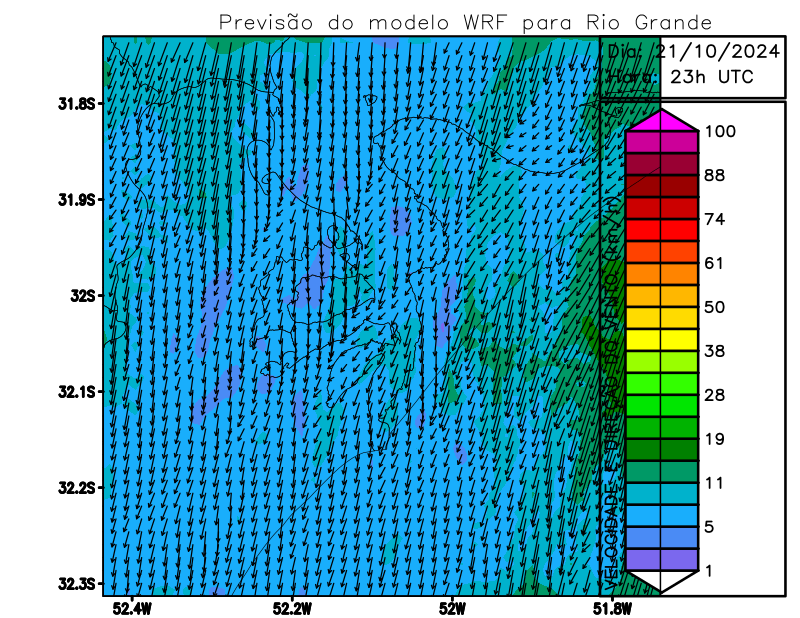 Previsão do modelo WRF para Rio Grande
Dia: 21/10/2024
Hora: 23h UTC
31.8S
31.9S
32S
32.1S
32.2S
32.3S
52.4W
52.2W
52W
51.8W
VELOCIDADE E DIREÇÃO DO VENTO (km/h)
100
88
74
61
50
38
28
19
11
5
1